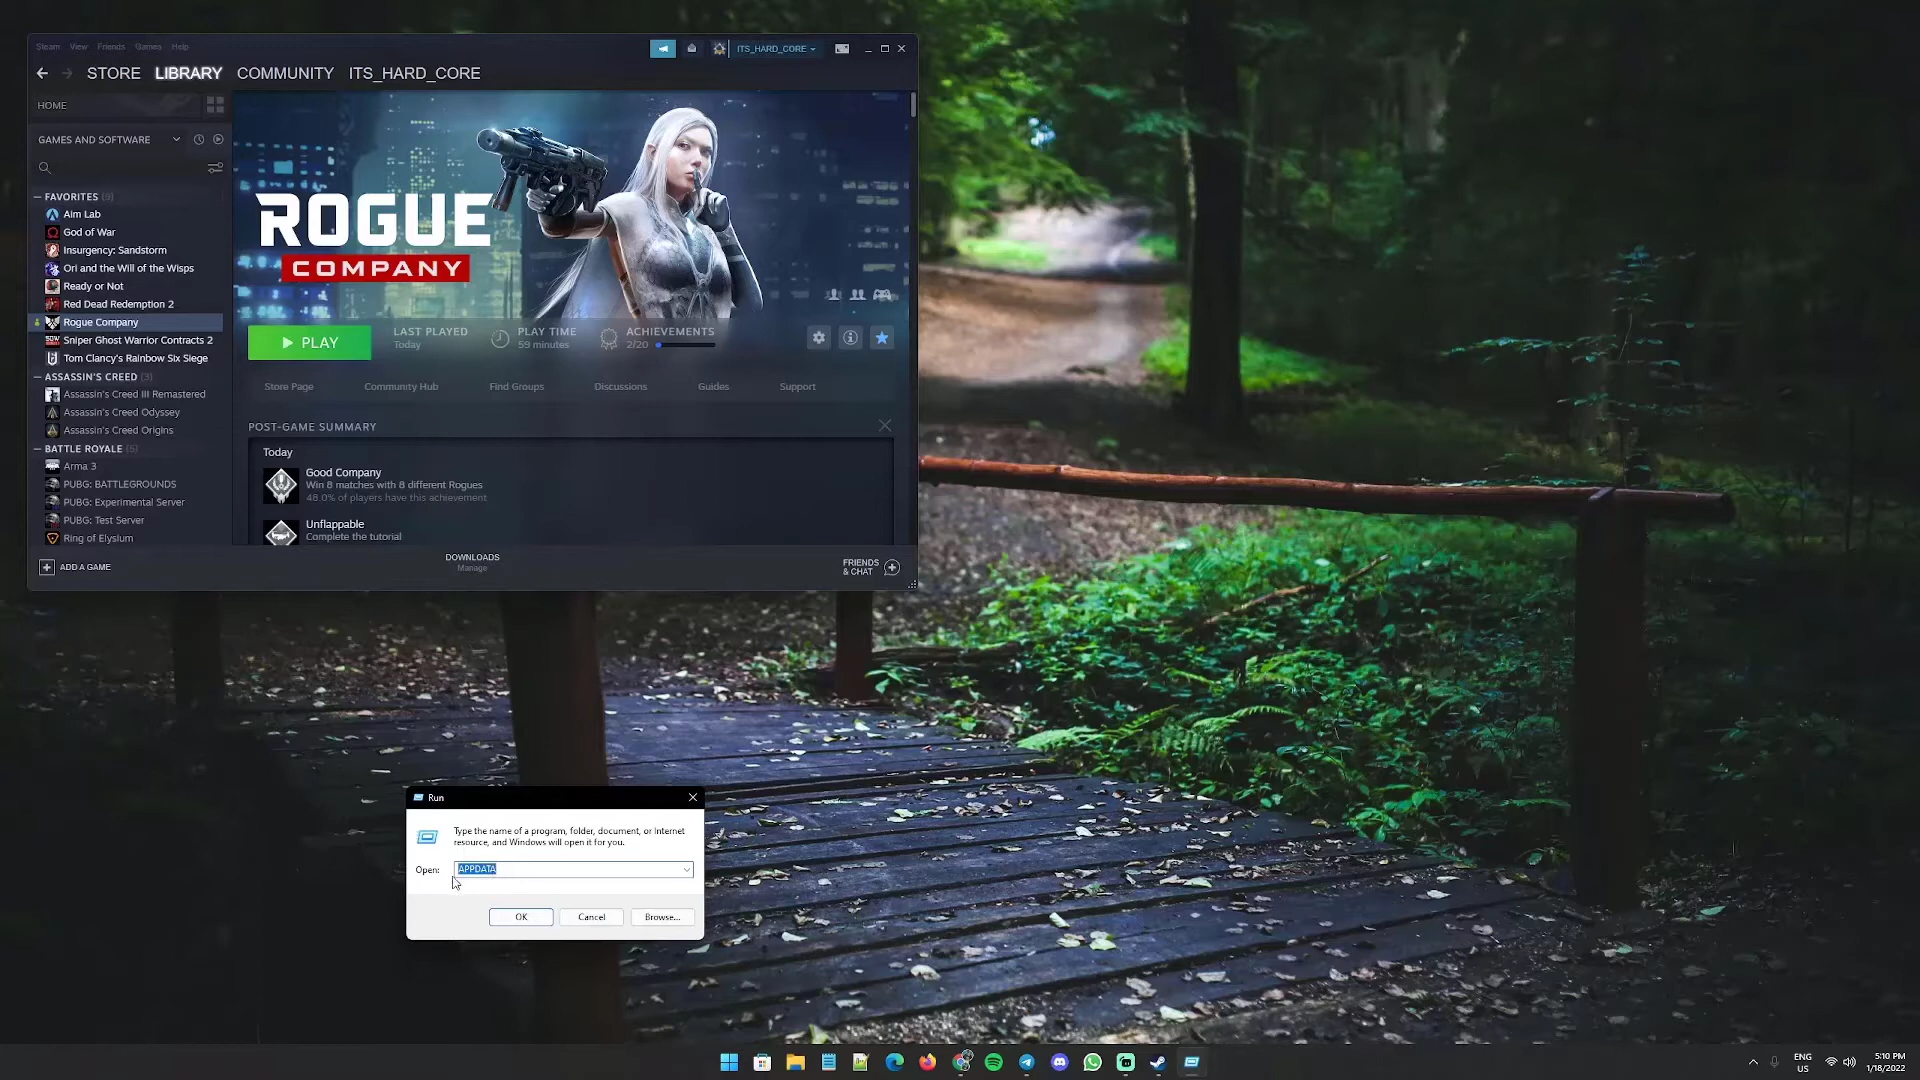 Steam View Friends Games Help
ITS_HARD_CORE
STORE LIBRARY COMMUNITY ITS_HARD_CORE
HOME
GAMES AND SOFTWARE
FAVORITES (9)
Aim Lab
God of War
Insurgency: Sandstorm
Ori and the Will of the Wisps
Ready or Not
Red Dead Redemption 2
Rogue Company
Sniper Ghost Warrior Contracts 2
Tom Clancy's Rainbow Six Siege
ASSASSIN'S CREED (3)
Assassin's Creed III Remastered
Assassin's Creed Odyssey
Assassin's Creed Origins
BATTLE ROYALE (5)
Arma 3
PUBG: BATTLEGROUNDS
PUBG: Experimental Server
PUBG: Test Server
Ring of Elysium
ADD A GAME
ROGUE
COMPANY
PLAY
LAST PLAYED
Today
PLAY TIME
59 minutes
ACHIEVEMENTS
2/20
Store Page Community Hub Find Groups Discussions Guides Support
POST-GAME SUMMARY
Today
Good Company
Win 8 matches with 8 different Rogues
48.0% of players have this achievement
Unflappable
Complete the tutorial
DOWNLOADS
Manage
FRIENDS
& CHAT
Run
Type the name of a program, folder, document, or Internet
resource, and Windows will open it for you.
Open: APPDATA
OK Cancel Browse...
ENG
US
5:10 PM
1/18/2022